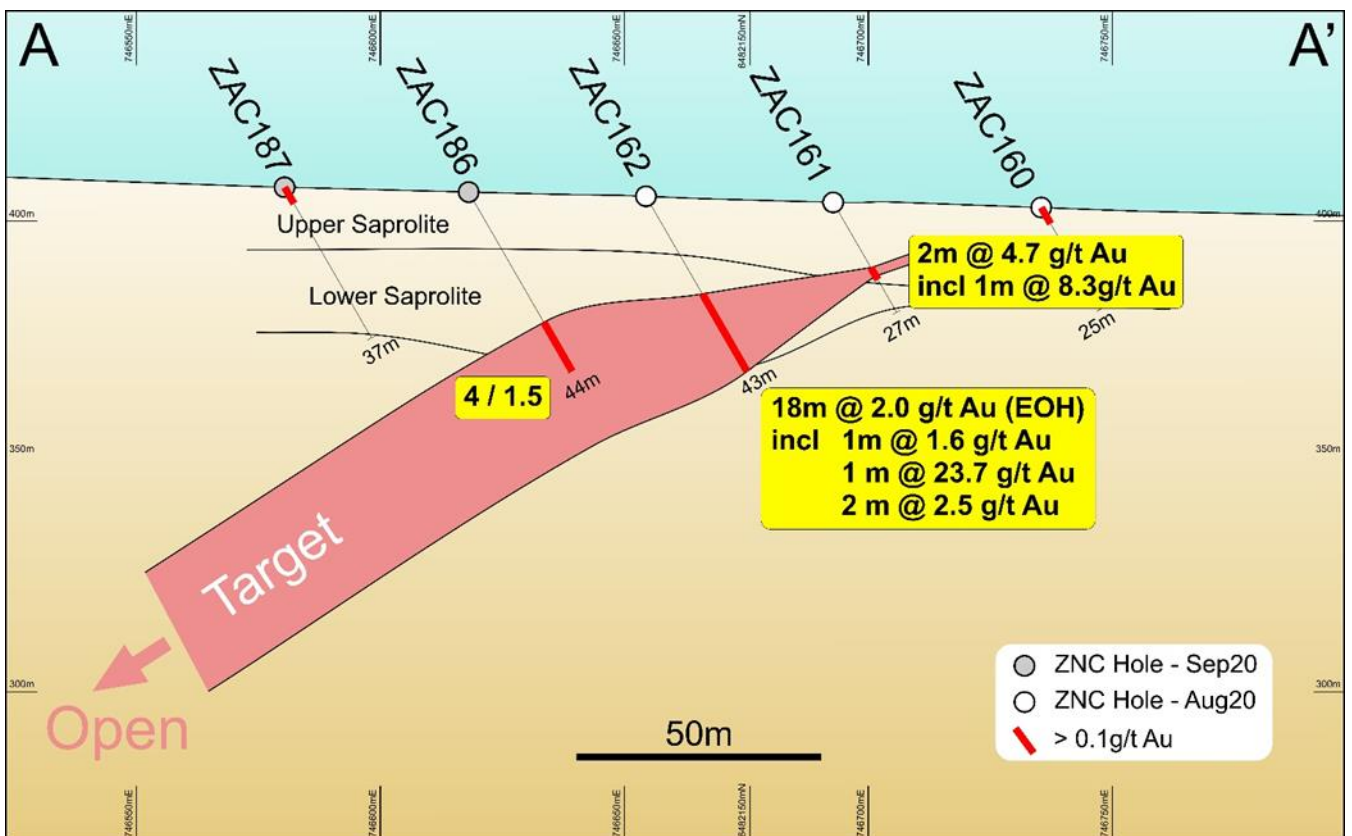 A
A’
746550mE
746600mE
746650mE
6482150mN
746700mE
746750mE
ZAC187
ZAC186
ZAC162
ZAC161
ZAC160
400m
400m
Upper Saprolite
Lower Saprolite
2m @ 4.7 g/t Au
incl 1m @ 8.3g/t Au
37m
44m
43m
27m
25m
4 / 1.5
18m @ 2.0 g/t Au (EOH)
incl 1m @ 1.6 g/t Au
1 m @ 23.7 g/t Au
2 m @ 2.5 g/t Au
350m
350m
Target
Open
300m
300m
ZNC Hole - Sep20
ZNC Hole - Aug20
> 0.1g/t Au
50m
746550mE
746600mE
746650mE
6482150mN
746700mE
746750mE